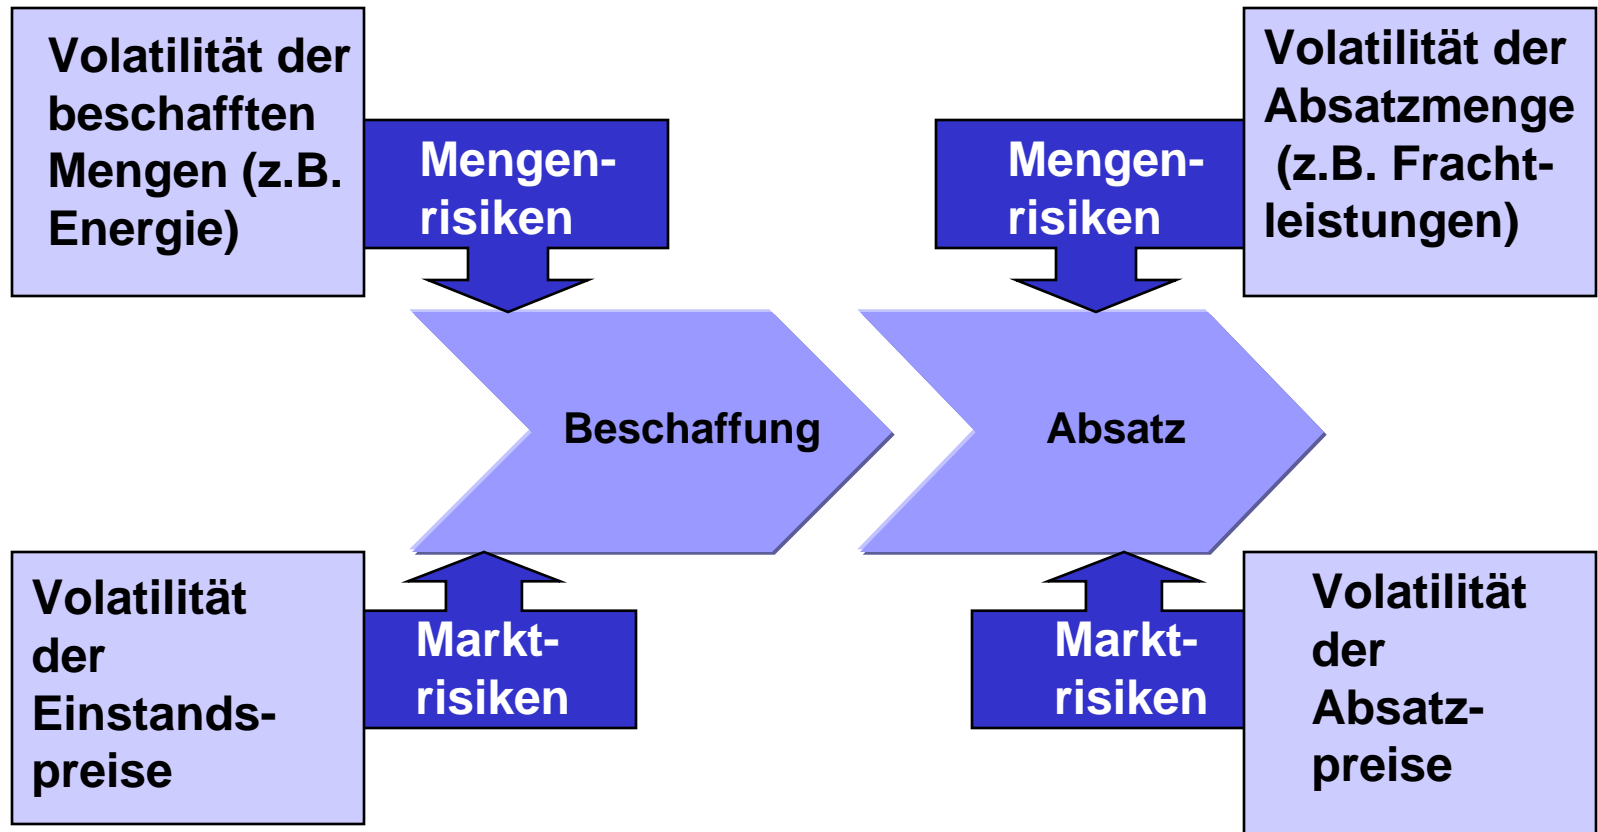 Volatilität der
beschafften
Mengen (z.B.
Energie)
Mengen-
risiken
Mengen-
risiken
Volatilität der
Absatzmenge
(z.B. Fracht-
leistungen)
Beschaffung
Absatz
Volatilität
der
Einstands-
preise
Markt-
risiken
Markt-
risiken
Volatilität
der
Absatz-
preise